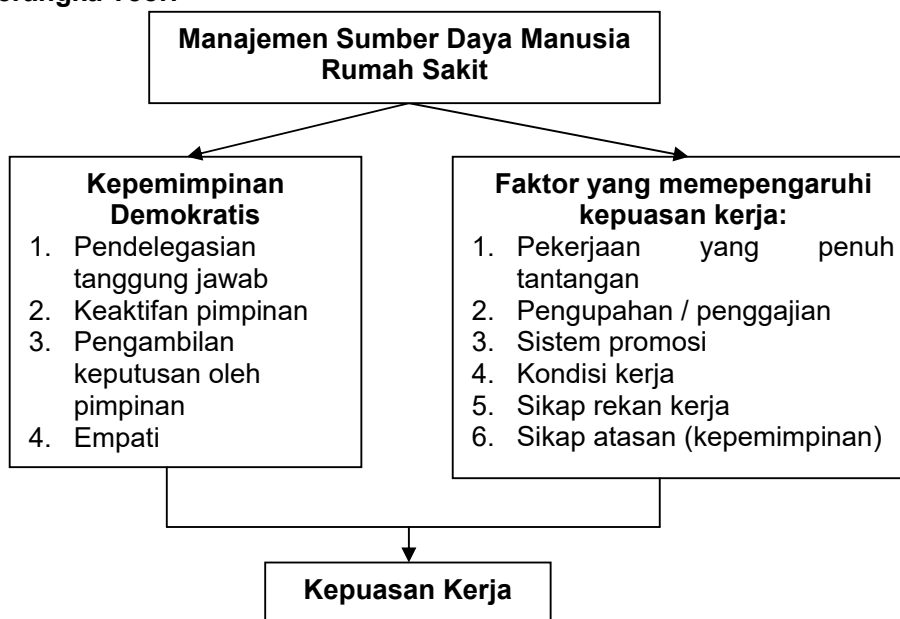 Manajemen Sumber Daya Manusia
Rumah Sakit
Kepemimpinan
Demokratis
1. Pendelegasian
tanggung jawab
2. Keaktifan pimpinan
3. Pengambilan
keputusan oleh
pimpinan
4. Empati
Faktor yang memepengaruhi
kepuasan kerja:
1. Pekerjaan yang penuh
tantangan
2. Pengupahan / penggajian
3. Sistem promosi
4. Kondisi kerja
5. Sikap rekan kerja
6. Sikap atasan (kepemimpinan)
Kepuasan Kerja